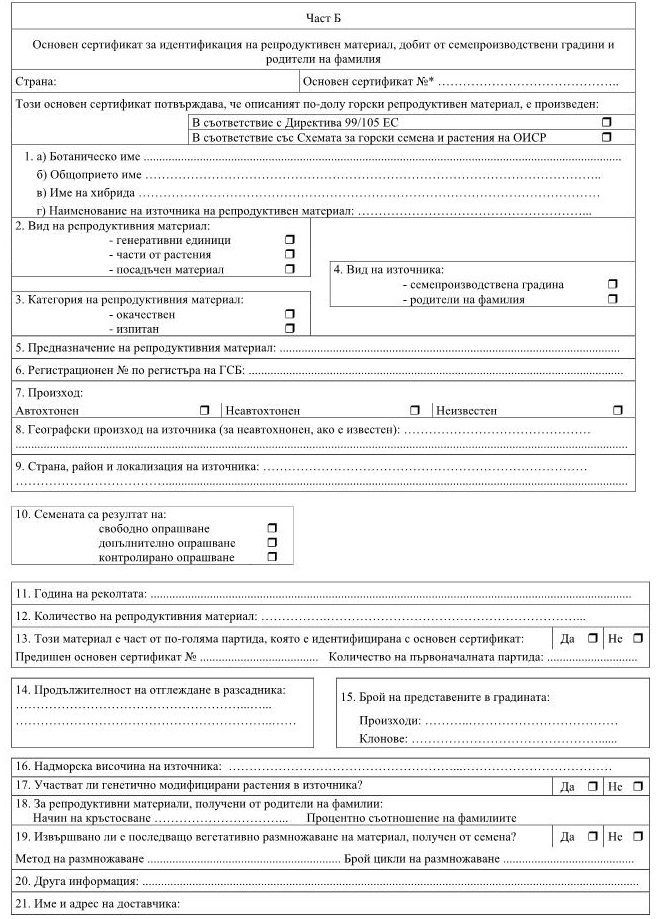 Част Б
Основен сертификат за идентификация на репродуктивен материал, добит от семепроизводствени градини и
родители на фамилия
Страна:
Основен сертификат №* …………………………………………..
Този основен сертификат потвърждава, че описаният по-долу горски репродуктивен материал, е произведен:
В съответствие с Директива 99/105 ЕС ❒
В съответствие със Схемата за горски семена и растения на ОИСР ❒
1. а) Ботаническо име ....................................................................................................
б) Общоприето име …………………………………………………………………..
в) Име на хибрида …………………………………………………………………….
г) Наименование на източника на репродуктивен материал: …………………………………...
2. Вид на репродуктивния материал:
- генеративни единици ❒
- части от растения ❒
- посадъчен материал ❒
4. Вид на източника:
- семепроизводствена градина ❒
- родители на фамилия ❒
3. Категория на репродуктивния материал:
- окачествен ❒
- изпитан ❒
5. Предназначение на репродуктивния материал: ..........................................................................
6. Регистрационен № по регистъра на ГСБ: ..........................................................................
7. Произход:
Автохтонен ❒ Неавтохтонен ❒ Неизвестен ❒
8. Географски произход на източника (за неавтохнонен, ако е известен): …………………………………
....................................................................................................
9. Страна, район и локализация на източника: …………………………………………………
…………………………………....................................................................................
10. Семената са резултат на:
свободно опрашване ❒
допълнително опрашване ❒
контролирано опрашване ❒
11. Година на реколтата: ....................................................................................................
12. Количество на репродуктивния материал: …………………………………………………...
13. Този материал е част от по-голяма партида, която е идентифицирана с основен сертификат: Да ❒ Не ❒
Предишен основен сертификат № .................................... Количество на първоначалната партида: ............................
14. Продължителност на отглеждане в разсадника:
………………………………………..…...
………………………………………………
15. Брой на представените в градината:
Произходи: ………..………………………
Клонове: ………………………………......
16. Надморска височина на източника: …………………………………..……………………………
17. Участват ли генетично модифицирани растения в източника? Да ❒ Не ❒
18. За репродуктивни материали, получени от родители на фамилии:
Начин на кръстосване ……………………... Процентно съотношение на фамилиите
19. Извършвано ли е последващо вегетативно размножаване на материал, получен от семена? Да ❒ Не ❒
Метод на размножаване .................................................... Брой цикли на размножаване ........................................
20. Друга информация: ....................................................................................................
21. Име и адрес на доставчика: